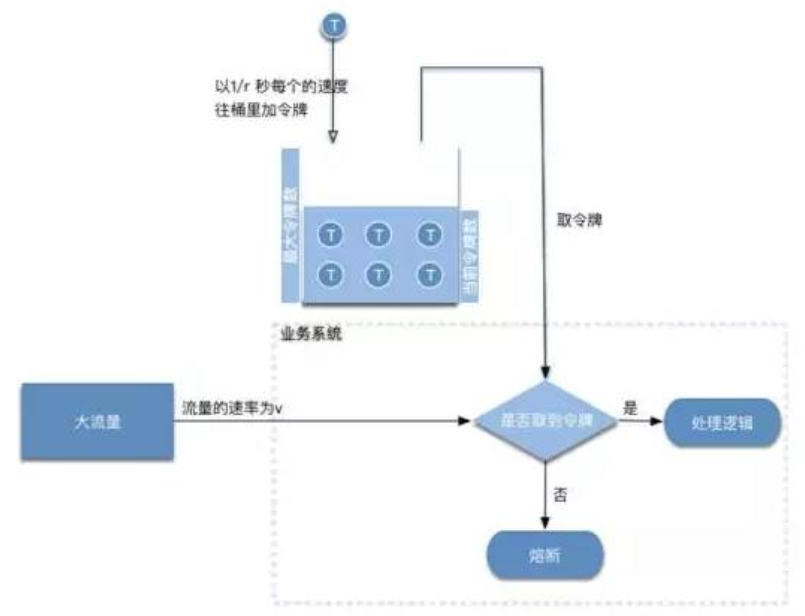 T
以1/r 秒每个的速度
往桶里加令牌
最大令牌数
T T T
T T T
当前令牌数
取令牌
业务系统
大流量
流量的速率为v
是否取到令牌
是
处理逻辑
否
熔断